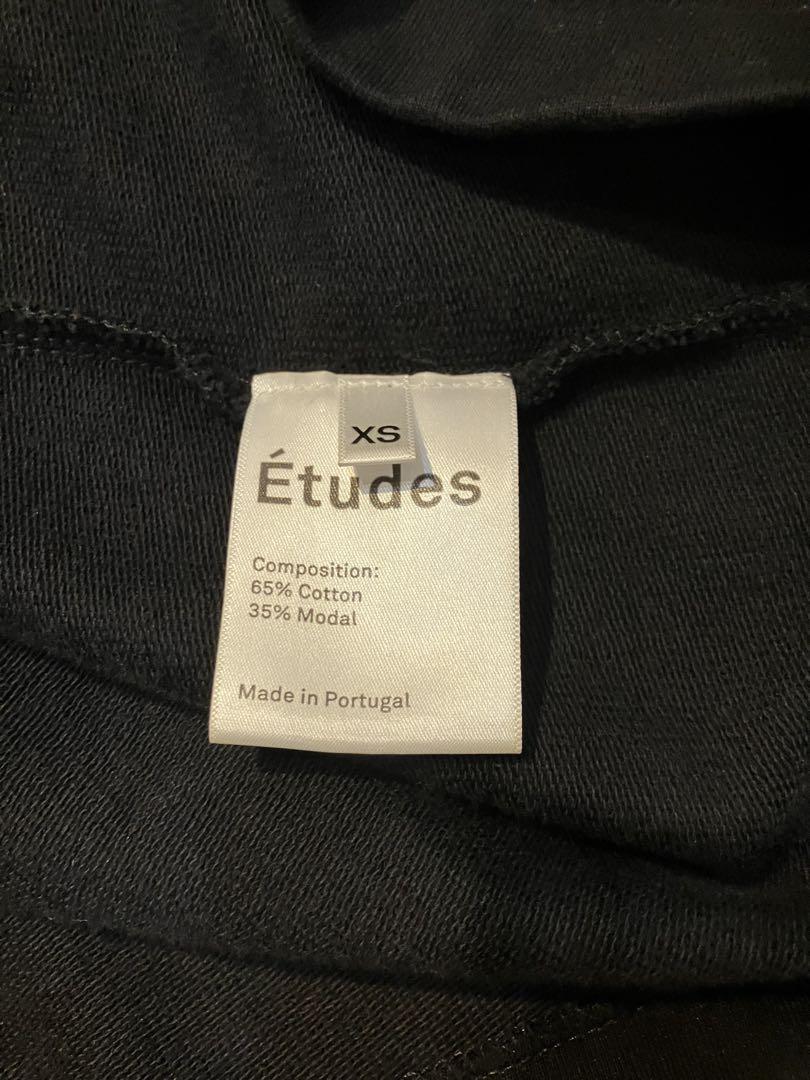 XS
Études
Composition:
65% Cotton
35% Modal
Made in Portugal